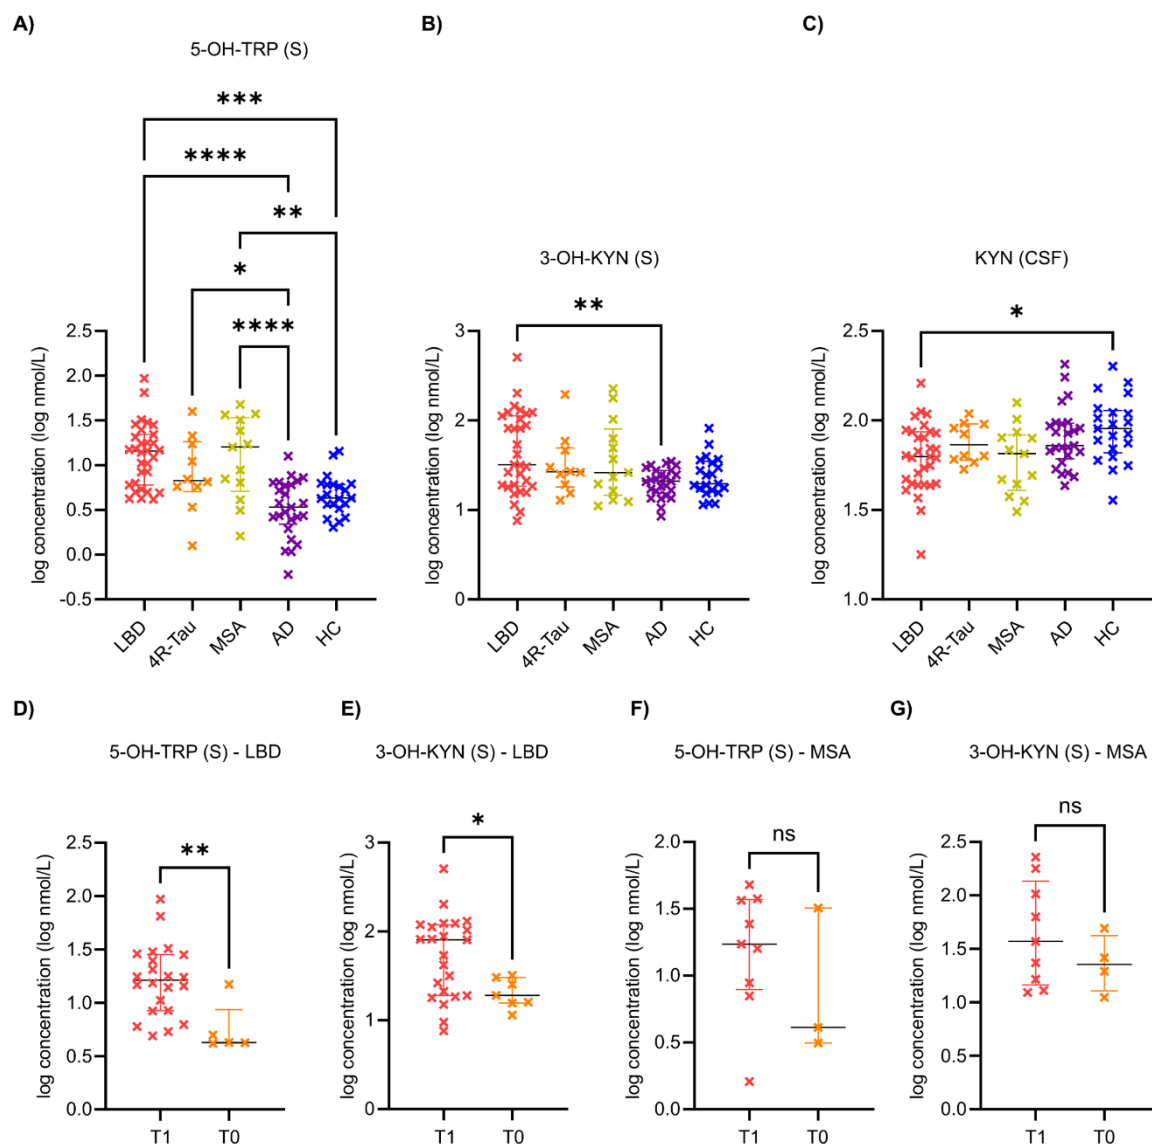 A)
5-OH-TRP (S)
***
****
**
*
****
log concentration (log nmol/L)
2.5
2.0
1.5
1.0
0.5
0.0
-0.5
LBD
4R-Tau
MSA
AD
HC
B)
3-OH-KYN (S)
**
log concentration (log nmol/L)
3
2
1
0
LBD
4R-Tau
MSA
AD
HC
C)
KYN (CSF)
*
log concentration (log nmol/L)
2.5
2.0
1.5
1.0
LBD
4R-Tau
MSA
AD
HC
D)
5-OH-TRP (S) - LBD
**
log concentration (log nmol/L)
2.5
2.0
1.5
1.0
0.5
0.0
T1
T0
E)
3-OH-KYN (S) - LBD
*
log concentration (log nmol/L)
3
2
1
0
T1
T0
F)
5-OH-TRP (S) - MSA
ns
log concentration (log nmol/L)
2.0
1.5
1.0
0.5
0.0
T1
T0
G)
3-OH-KYN (S) - MSA
ns
log concentration (log nmol/L)
2.5
2.0
1.5
1.0
0.5
0.0
T1
T0